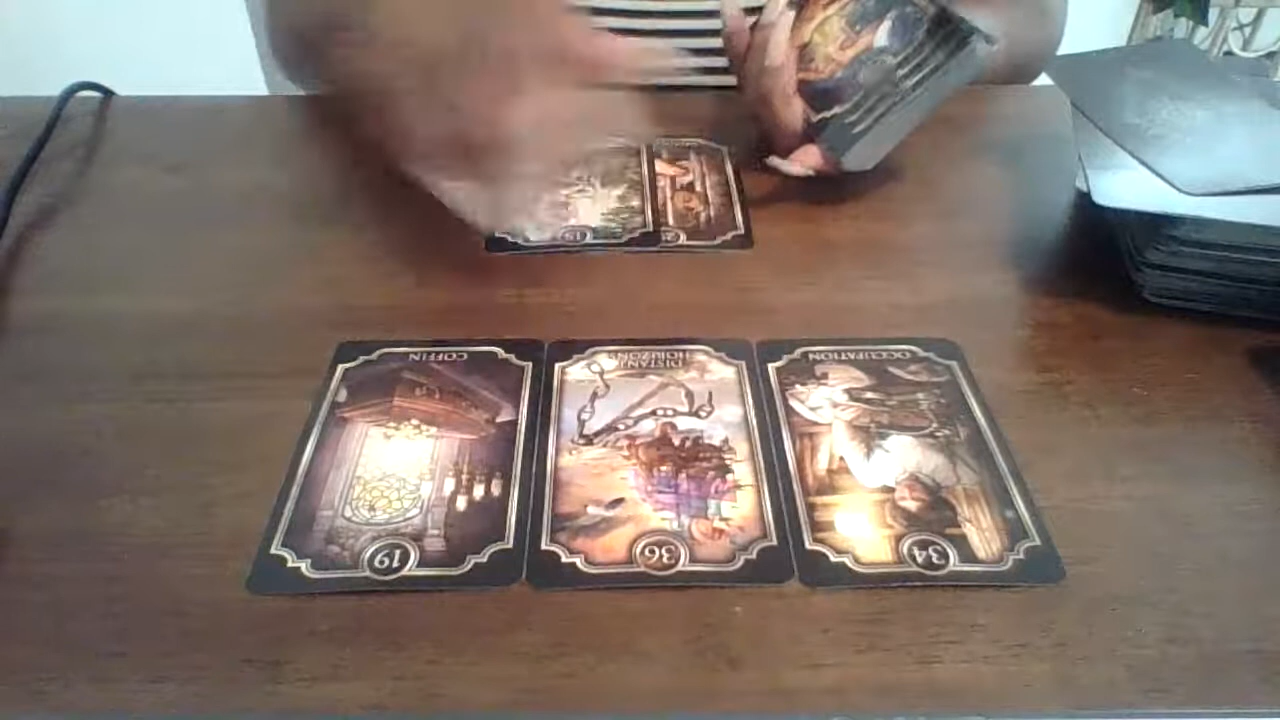 COFFIN
19
DISTANT
HORIZONS
36
OCCUPATION
34